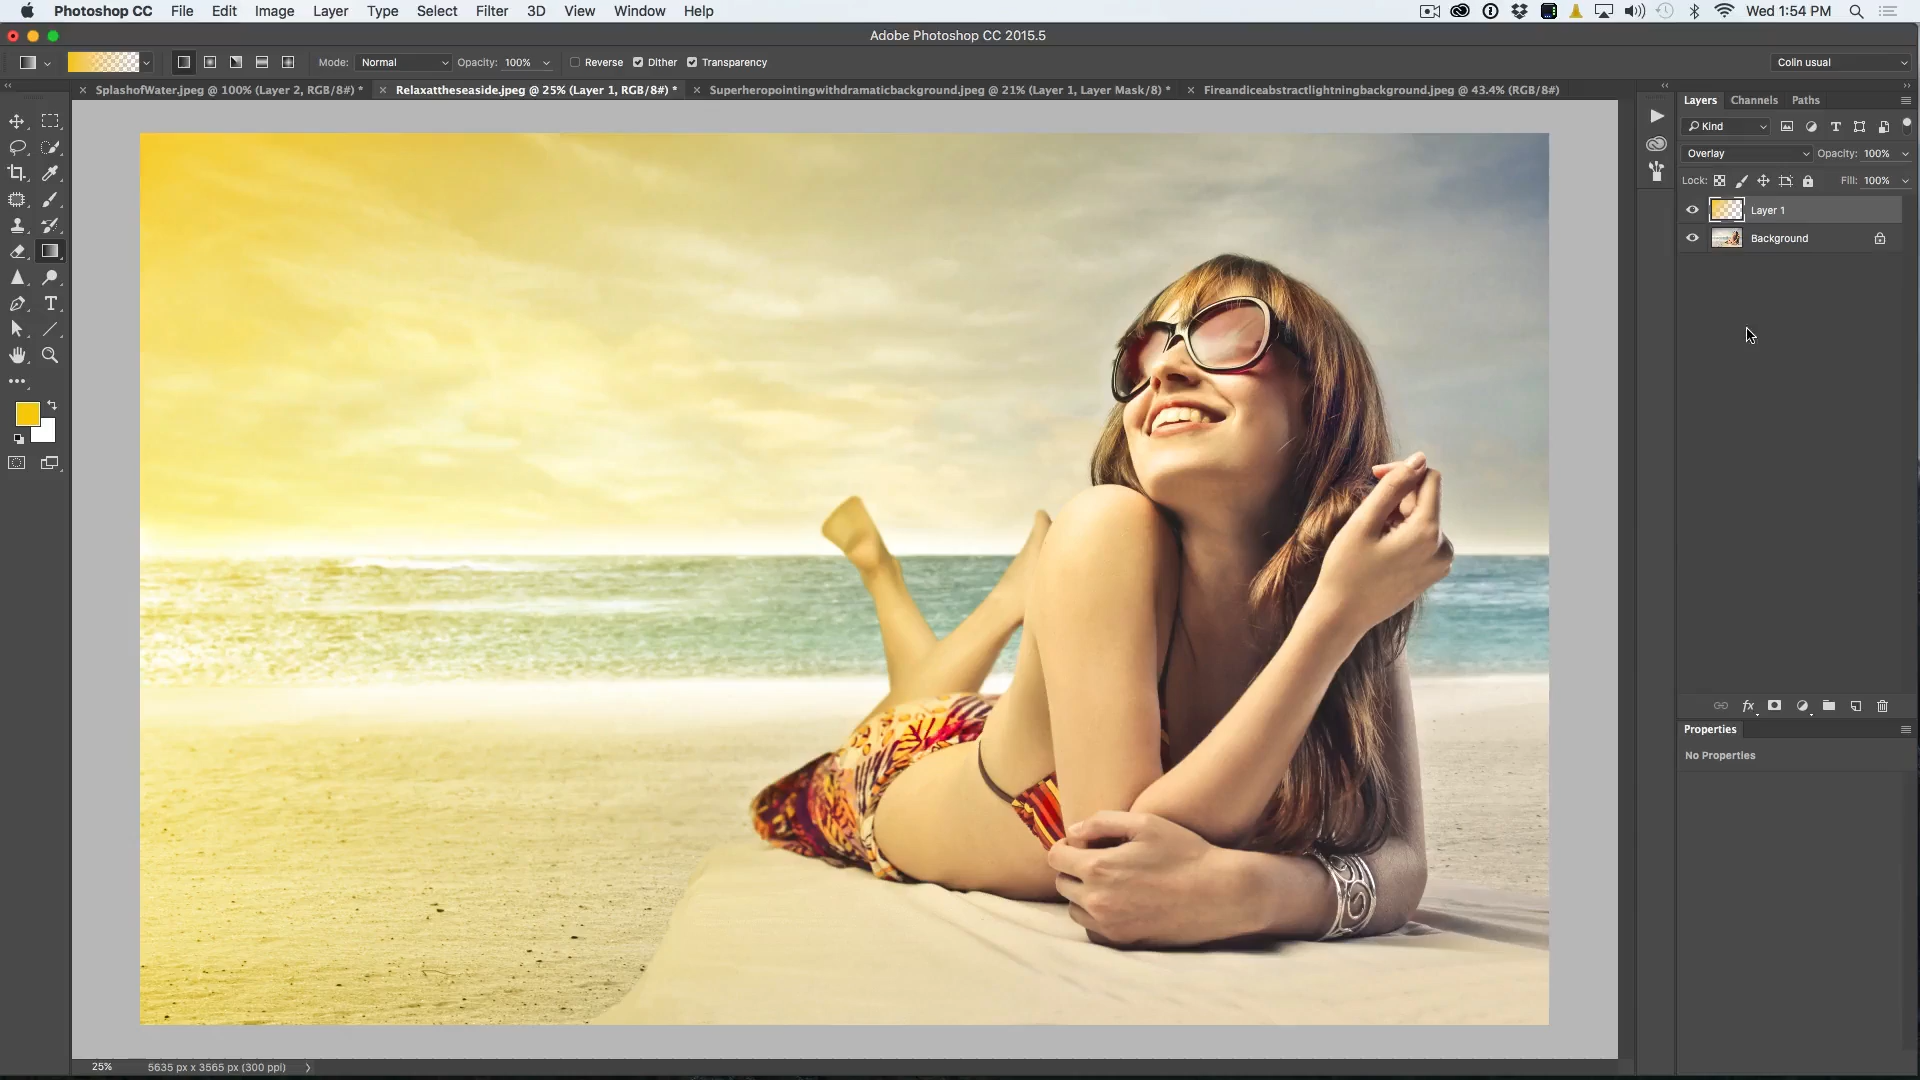 Photoshop CC File Edit Image Layer Type Select Filter 3D View Window Help Wed 1:54 PM
Adobe Photoshop CC 2015.5
Mode: Normal Opacity: 100% Reverse Dither Transparency Colin usual
SplashofWater.jpeg @ 100% (Layer 2, RGB/8#) * Relaxattheseaside.jpeg @ 25% (Layer 1, RGB/8#) * Superheropointingwithdramaticbackground.jpeg @ 21% (Layer 1, Layer Mask/8) * Fireandiceabstractlightningbackground.jpeg @ 43.4% (RGB/8#)
Layers Channels Paths
Kind
Overlay Opacity: 100%
Lock: Fill: 100%
Layer 1
Background
fx
Properties
No Properties
25% 5635 px x 3565 px (300 ppi)